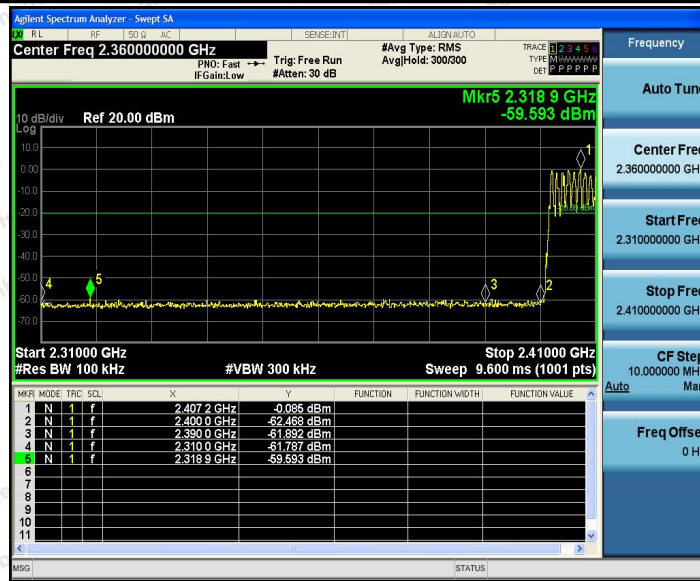 Agilent Spectrum Analyzer - Swept SA
LXI RL RF 50 Ω AC SENSE:INT ALIGN AUTO
Center Freq 2.360000000 GHz
PNO: Fast
IFGain:Low
Trig: Free Run
#Atten: 30 dB
#Avg Type: RMS
Avg|Hold: 300/300
TRACE 1 2 3 4 5 6
TYPE M W W W W W
DET P P P P P P
Mkr5 2.318 9 GHz
-59.593 dBm
10 dB/div Ref 20.00 dBm
Log
10.0
0.00
-10.0
-20.0
-30.0
-40.0
-50.0
-60.0
-70.0
1
2
3
4
5
Start 2.31000 GHz Stop 2.41000 GHz
#Res BW 100 kHz #VBW 300 kHz Sweep 9.600 ms (1001 pts)
MKR MODE TRC SCL X Y FUNCTION FUNCTION WIDTH FUNCTION VALUE
1 N 1 f 2.407 2 GHz -0.085 dBm
2 N 1 f 2.400 0 GHz -62.468 dBm
3 N 1 f 2.390 0 GHz -61.892 dBm
4 N 1 f 2.310 0 GHz -61.787 dBm
5 N 1 f 2.318 9 GHz -59.593 dBm
6
7
8
9
10
11
MSG STATUS
Frequency
Auto Tun
Center Fre
2.360000000 GH
Start Fre
2.310000000 GH
Stop Fre
2.410000000 GH
CF Ste
10.000000 MH
Auto Ma
Freq Offse
0 H